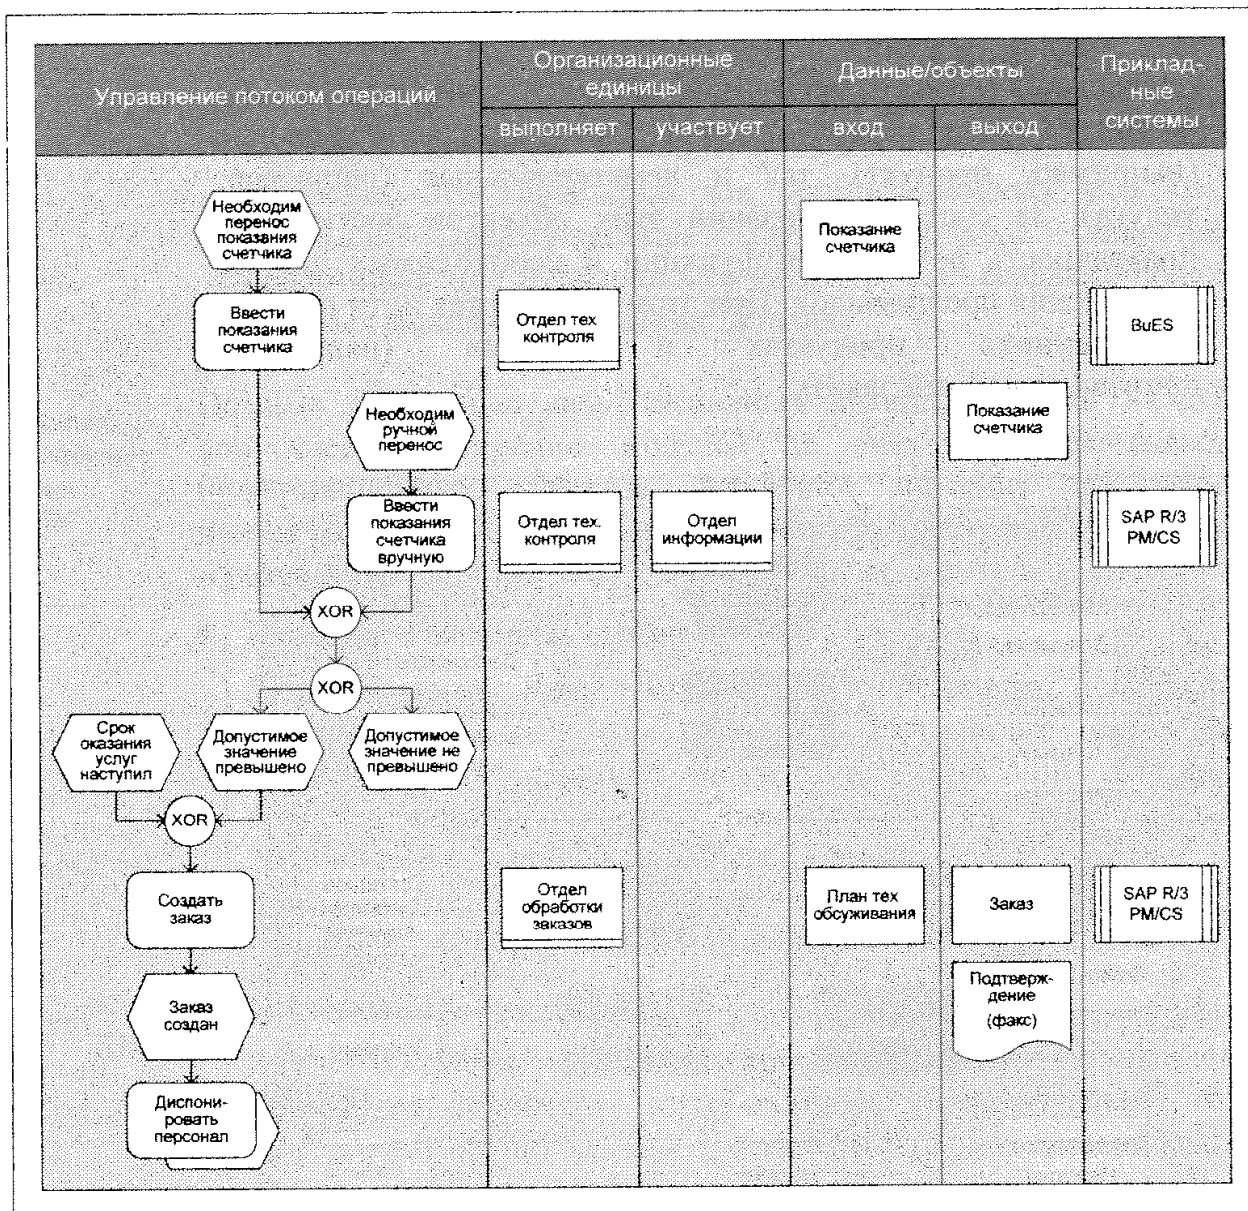 Управление потоком операций
Организационные
единицы
Данные/объекты
Приклад-
ные
системы
выполняет
участвует
вход
выход
Необходим
перенос
показания
счетчика
Показание
счетчика
Ввести
показания
счетчика
Отдел тех
контроля
BuES
Необходим
ручной
перенос
Показание
счетчика
Ввести
показания
счетчика
вручную
Отдел тех.
контроля
Отдел
информации
SAP R/3
PM/CS
XOR
XOR
Срок
оказания
услуг
наступил
Допустимое
значение
превышено
Допустимое
значение не
превышено
XOR
Создать
заказ
Отдел
обработки
заказов
План тех
обсуживания
Заказ
SAP R/3
PM/CS
Заказ
создан
Подтверж-
дение
(факс)
Диспони-
ровать
персонал